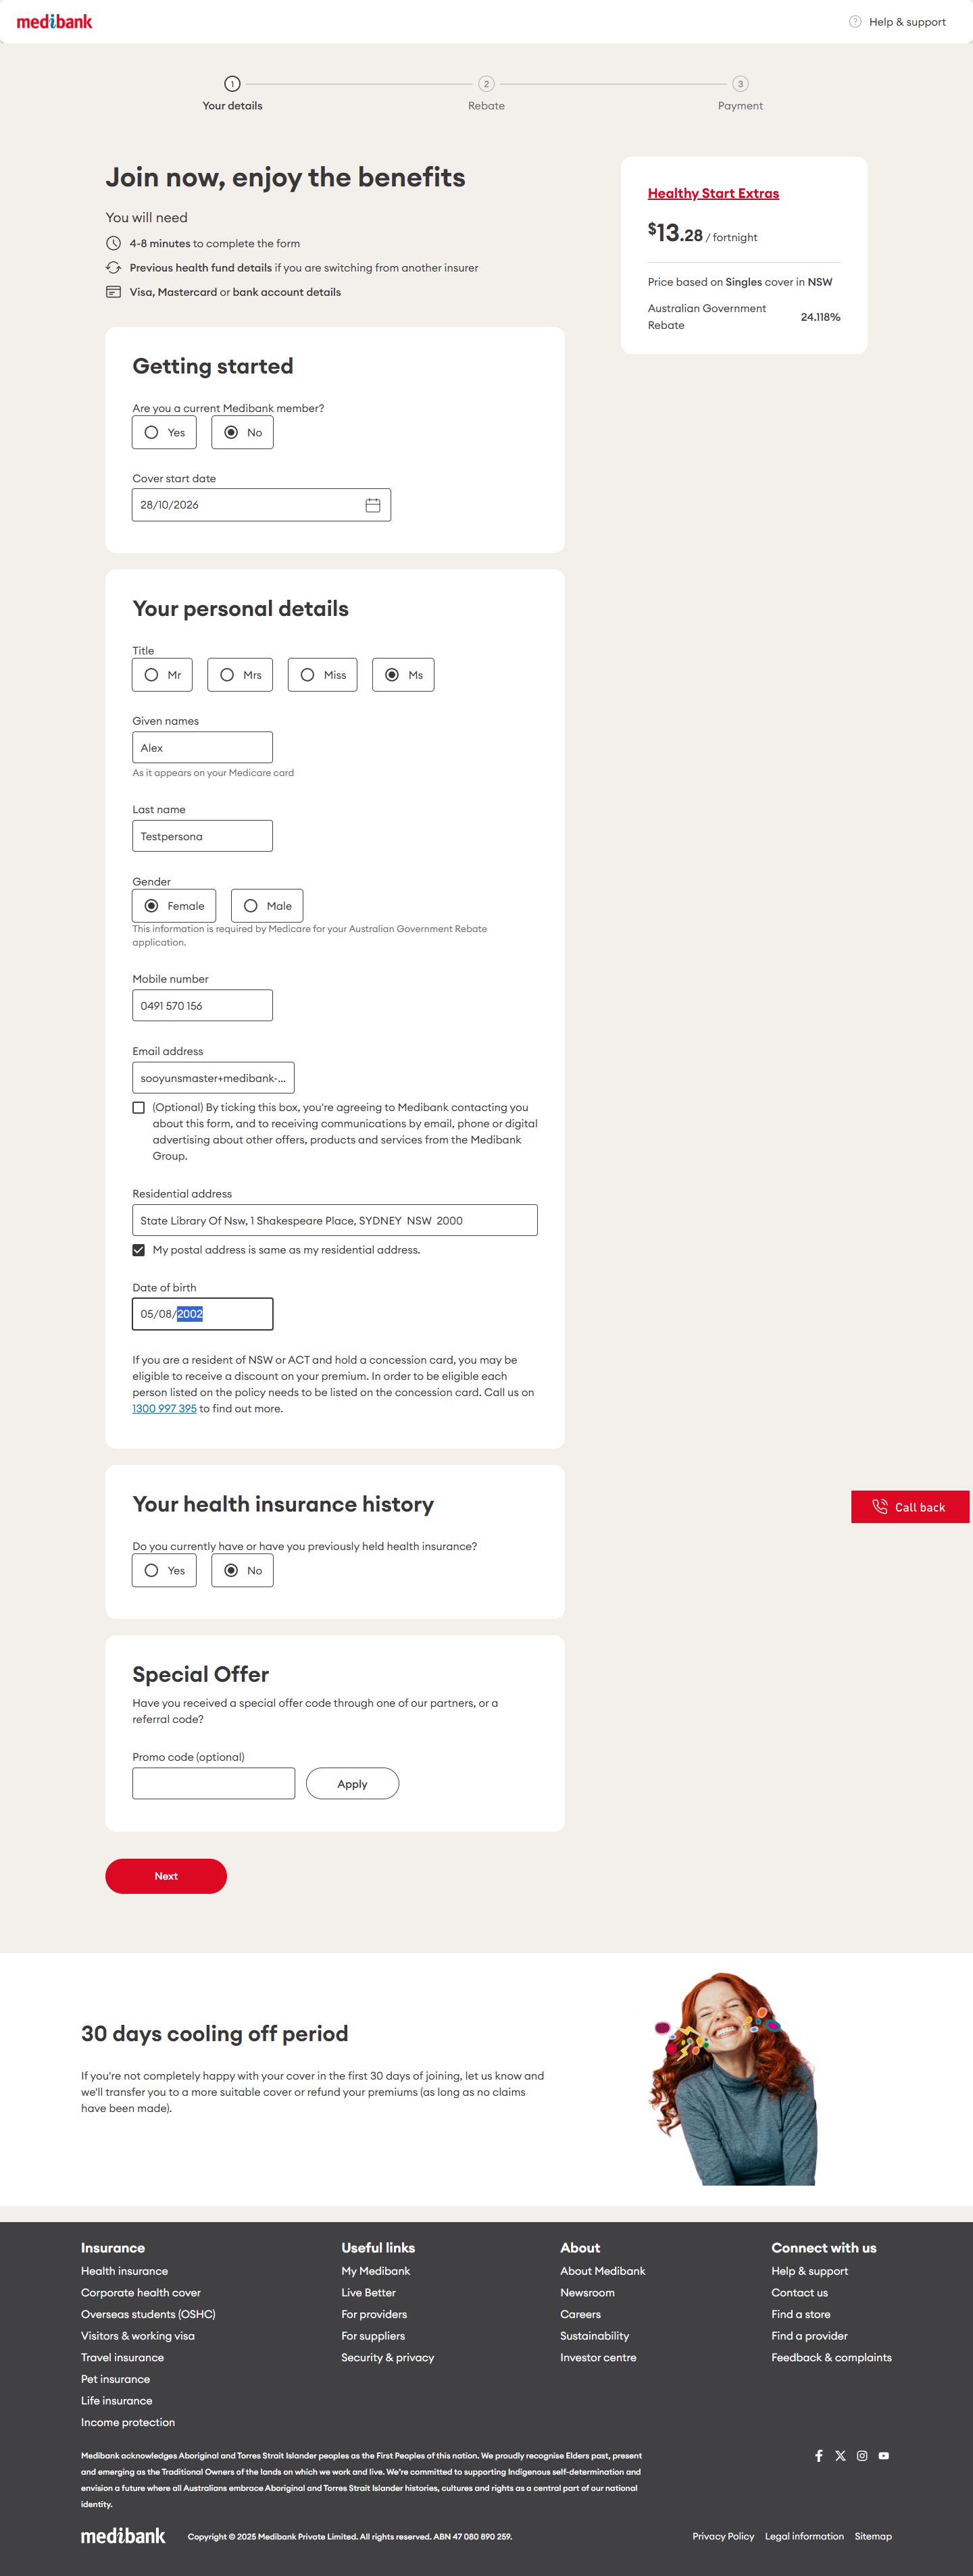 medibank
Help & support
1
2
3
Your details
Rebate
Payment
Join now, enjoy the benefits
You will need
4-8 minutes to complete the form
Previous health fund details if you are switching from another insurer
Visa, Mastercard or bank account details
Healthy Start Extras
$13.28 / fortnight
Price based on Singles cover in NSW
Australian Government
Rebate
24.118%
Getting started
Are you a current Medibank member?
Yes
No
Cover start date
28/10/2026
Your personal details
Title
Mr
Mrs
Miss
Ms
Given names
Alex
As it appears on your Medicare card
Last name
Testpersona
Gender
Female
Male
This information is required by Medicare for your Australian Government Rebate
application.
Mobile number
0491 570 156
Email address
sooyunsmaster+medibank-...
(Optional) By ticking this box, you're agreeing to Medibank contacting you
about this form, and to receiving communications by email, phone or digital
advertising about other offers, products and services from the Medibank
Group.
Residential address
State Library Of Nsw, 1 Shakespeare Place, SYDNEY  NSW  2000
My postal address is same as my residential address.
Date of birth
05/08/2002
If you are a resident of NSW or ACT and hold a concession card, you may be
eligible to receive a discount on your premium. In order to be eligible each
person listed on the policy needs to be listed on the concession card. Call us on
1300 997 395 to find out more.
Your health insurance history
Do you currently have or have you previously held health insurance?
Yes
No
Call back
Special Offer
Have you received a special offer code through one of our partners, or a
referral code?
Promo code (optional)
Apply
Next
30 days cooling off period
If you're not completely happy with your cover in the first 30 days of joining, let us know and
we'll transfer you to a more suitable cover or refund your premiums (as long as no claims
have been made).
Insurance
Health insurance
Corporate health cover
Overseas students (OSHC)
Visitors & working visa
Travel insurance
Pet insurance
Life insurance
Income protection
Useful links
My Medibank
Live Better
For providers
For suppliers
Security & privacy
About
About Medibank
Newsroom
Careers
Sustainability
Investor centre
Connect with us
Help & support
Contact us
Find a store
Find a provider
Feedback & complaints
Medibank acknowledges Aboriginal and Torres Strait Islander peoples as the First Peoples of this nation. We proudly recognise Elders past, present
and emerging as the Traditional Owners of the lands on which we work and live. We're committed to supporting Indigenous self-determination and
envision a future where all Australians embrace Aboriginal and Torres Strait Islander histories, cultures and rights as a central part of our national
identity.
medibank
Copyright © 2025 Medibank Private Limited. All rights reserved. ABN 47 080 890 259.
Privacy Policy
Legal information
Sitemap